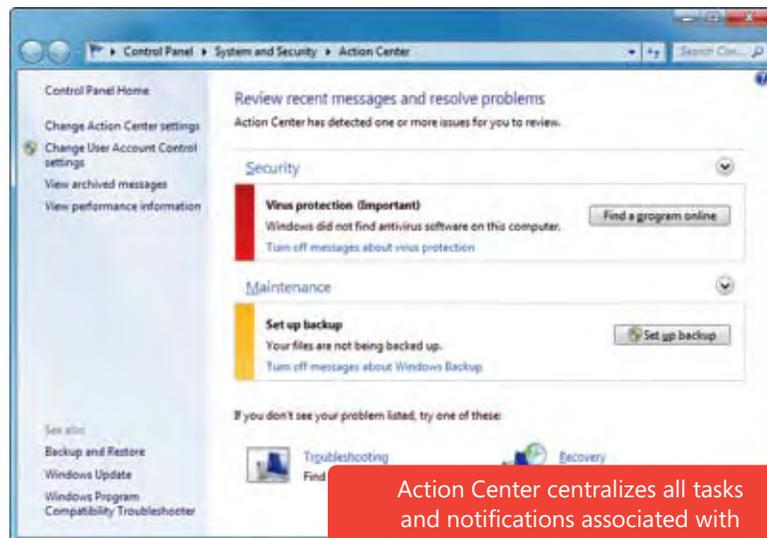 Control Panel System and Security Action Center
Control Panel Home
Change Action Center settings
Change User Account Control
settings
View archived messages
View performance information
Review recent messages and resolve problems
Action Center has detected one or more issues for you to review.
Security
Virus protection (Important)
Windows did not find antivirus software on this computer.
Turn off messages about virus protection
Find a program online
Maintenance
Set up backup
Your files are not being backed up.
Turn off messages about Windows Backup
Set up backup
If you don't see your problem listed, try one of these:
Troubleshooting
Find
Recovery
See also
Backup and Restore
Windows Update
Windows Program
Compatibility Troubleshooter
Action Center centralizes all tasks
and notifications associated with